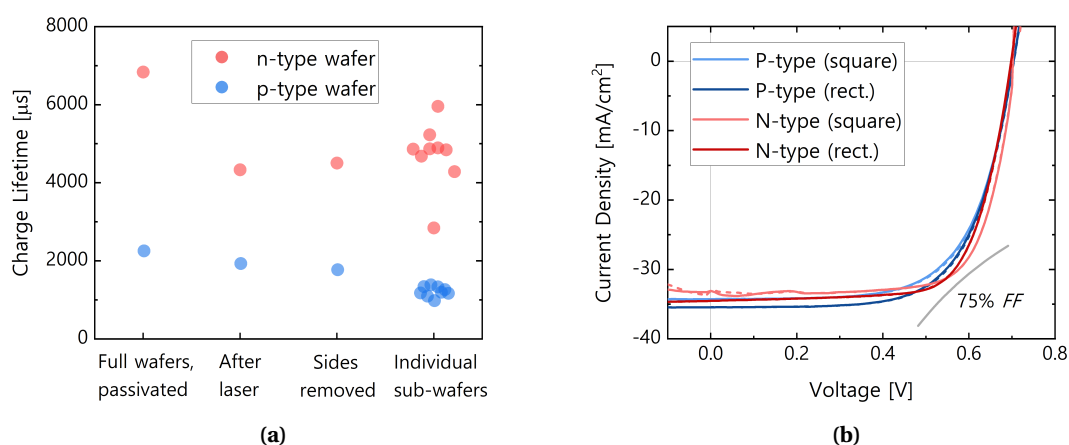 8000
6000
4000
2000
0
Charge Lifetime [µs]
n-type wafer
p-type wafer
Full wafers,
passivated
After
laser
Sides
removed
Individual
sub-wafers
(a)
0
-10
-20
-30
-40
Current Density [mA/cm²]
P-type (square)
P-type (rect.)
N-type (square)
N-type (rect.)
75% FF
0.0
0.2
0.4
0.6
0.8
Voltage [V]
(b)